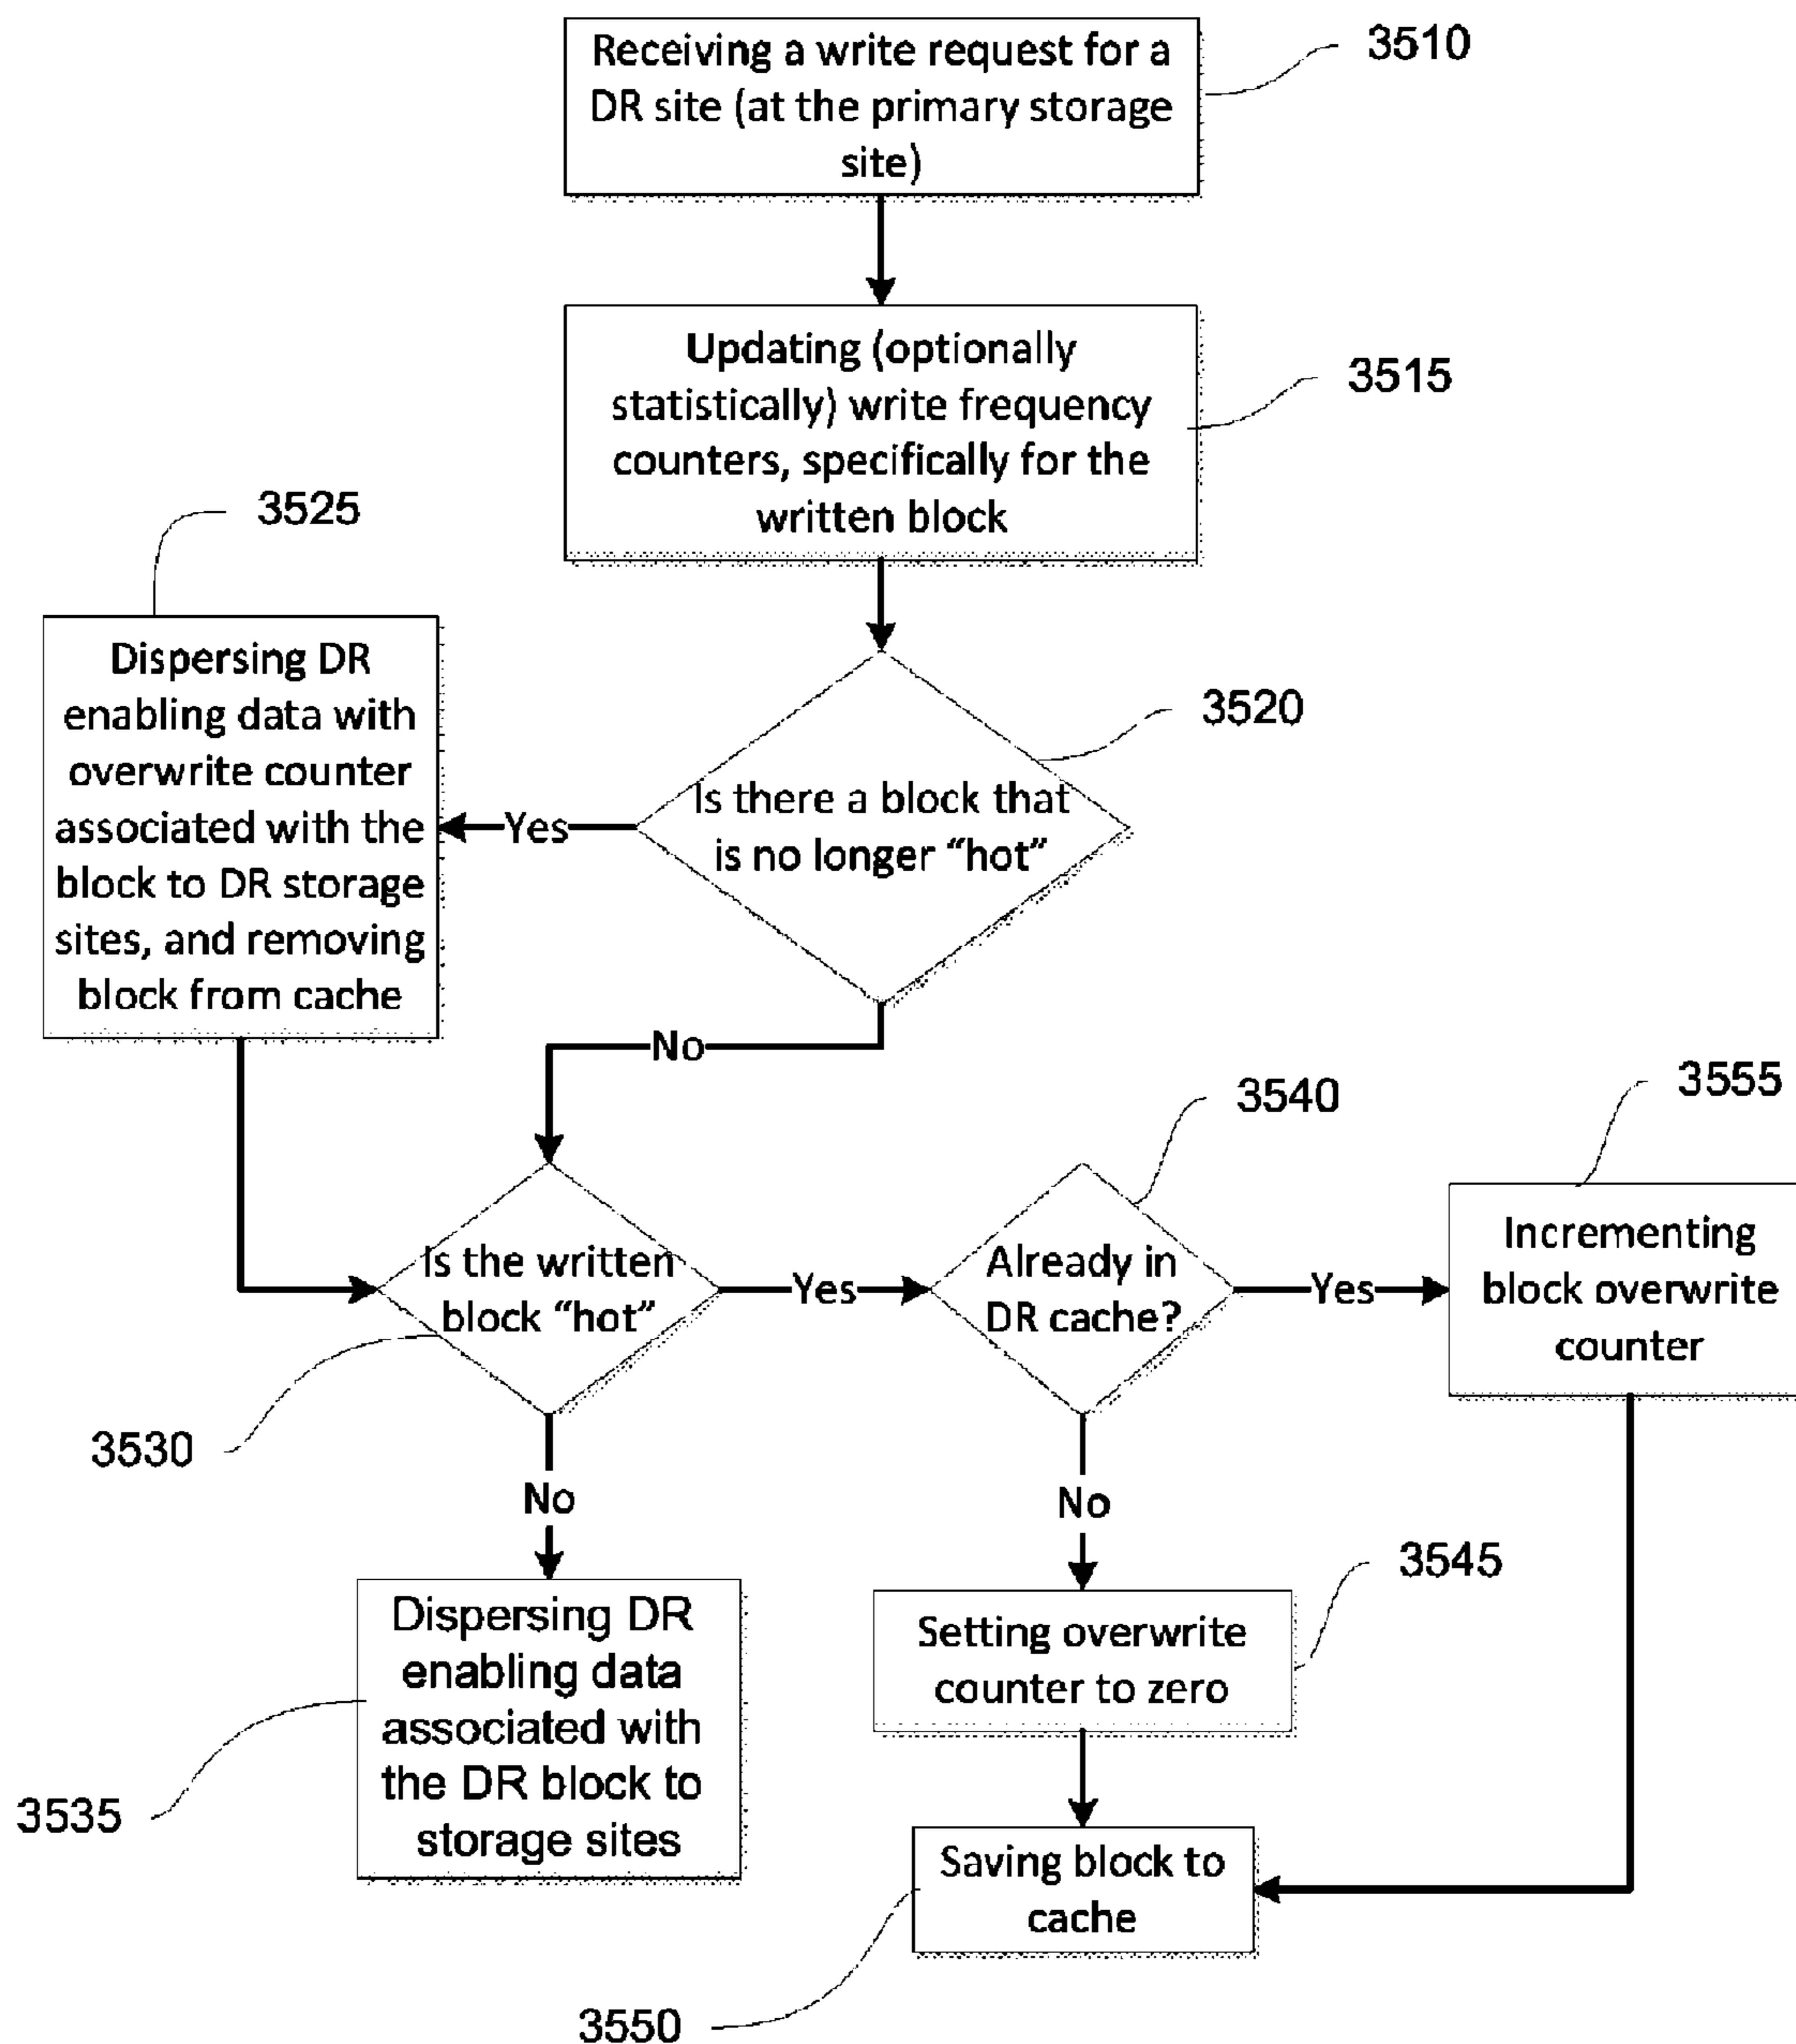 Receiving a write request for a
DR site (at the primary storage
site)
3510
Updating (optionally
statistically) write frequency
counters, specifically for the
written block
3515
3525
Dispersing DR
enabling data with
overwrite counter
associated with the
block to DR storage
sites, and removing
block from cache
3520
Is there a block that
is no longer “hot”
Yes
No
3540
3555
Is the written
block “hot”
Yes
Already in
DR cache?
Yes
Incrementing
block overwrite
counter
3530
No
No
3545
Dispersing DR
enabling data
associated with
the DR block to
storage sites
3535
Setting overwrite
counter to zero
Saving block to
cache
3550